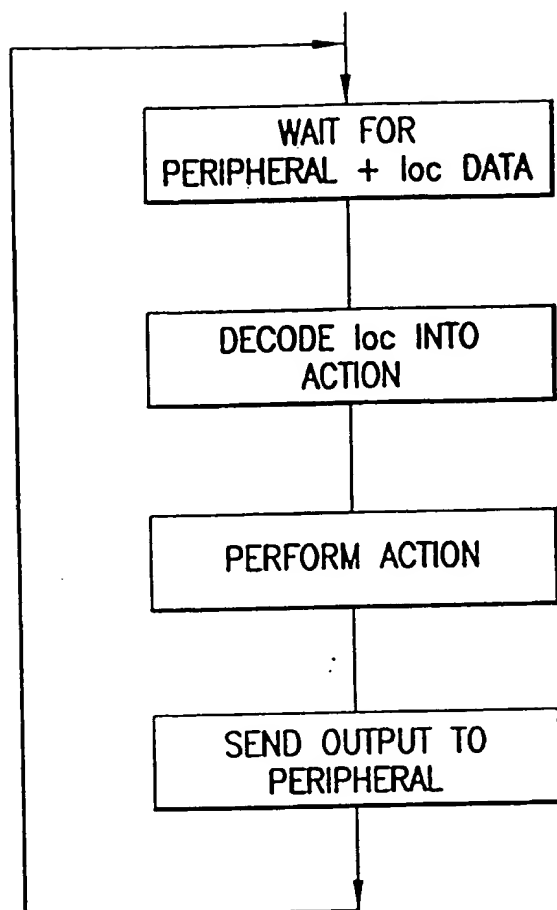 WAIT FOR
PERIPHERAL + loc DATA
DECODE loc INTO
ACTION
PERFORM ACTION
SEND OUTPUT TO
PERIPHERAL